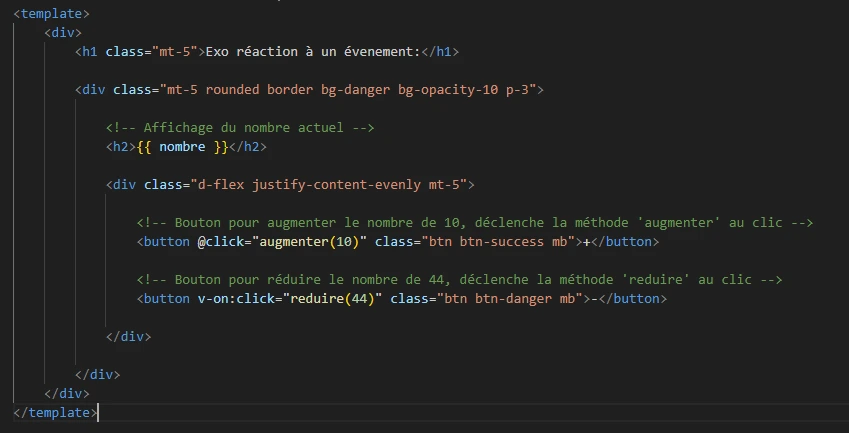 <template>
<div>
<h1 class="mt-5">Exo réaction à un évenement:</h1>
<div class="mt-5 rounded border bg-danger bg-opacity-10 p-3">
<!-- Affichage du nombre actuel -->
<h2>{{ nombre }}</h2>
<div class="d-flex justify-content-evenly mt-5">
<!-- Bouton pour augmenter le nombre de 10, déclenche la méthode 'augmenter' au clic -->
<button @click="augmenter(10)" class="btn btn-success mb">+</button>
<!-- Bouton pour réduire le nombre de 44, déclenche la méthode 'reduire' au clic -->
<button v-on:click="reduire(44)" class="btn btn-danger mb">-</button>
</div>
</div>
</div>
</template>